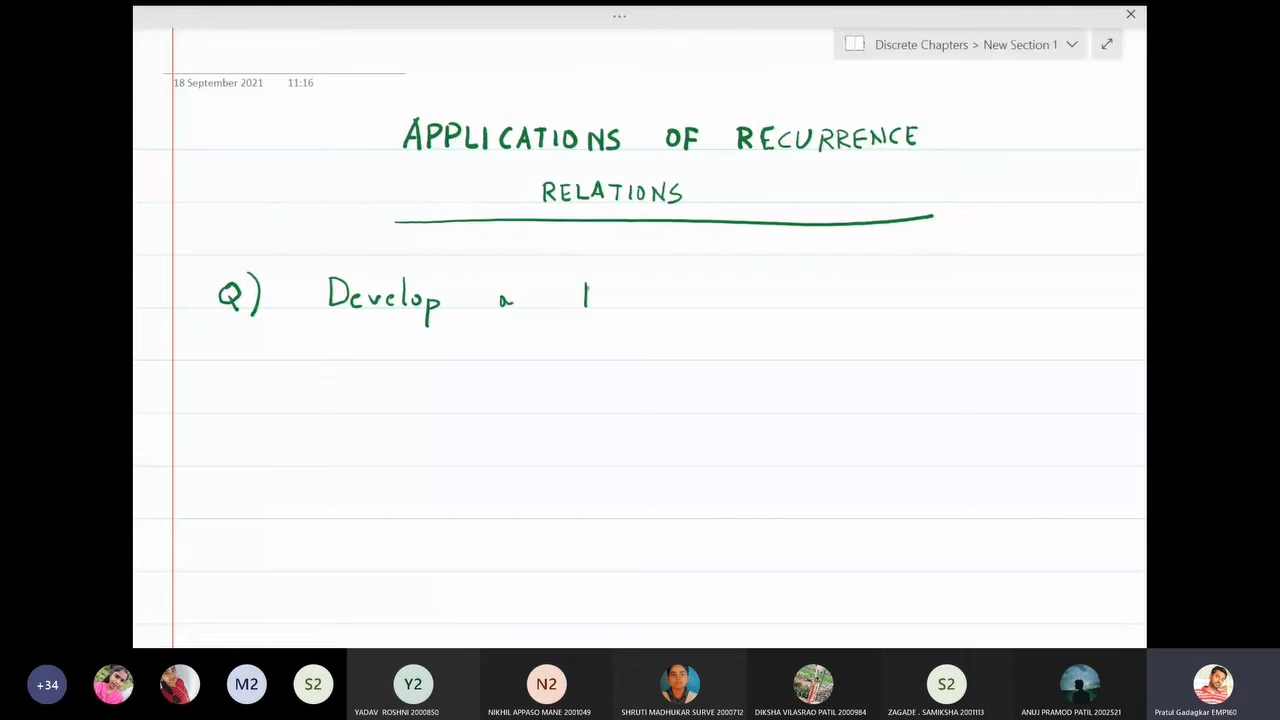 Discrete Chapters > New Section 1
18 September 2021 11:16
APPLICATIONS OF RECURRENCE
RELATIONS
Q) Develop a
+34
M2
S2
Y2
N2
S2
YADAV ROSHNI 2000850
NIKHIL APPASO MANE 2001049
SHRUTI MADHUKAR SURVE 2000712
DIKSHA VILASRAO PATIL 2000984
ZAGADE . SAMIKSHA 2001113
ANUJ PRAMOD PATIL 2002521
Pratul Gadagkar EMP160